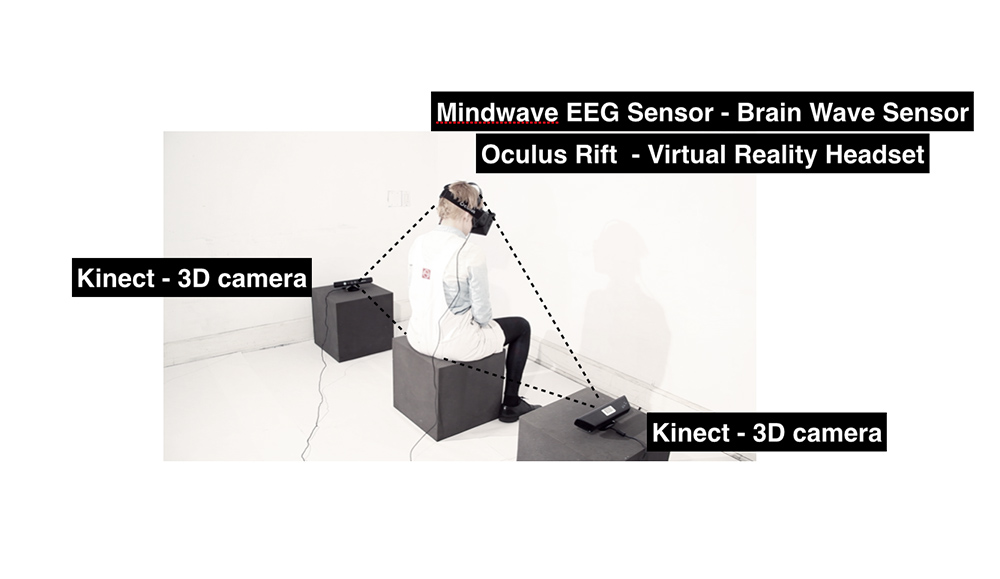 Mindwave EEG Sensor - Brain Wave Sensor
Oculus Rift  - Virtual Reality Headset
Kinect - 3D camera
Kinect - 3D camera